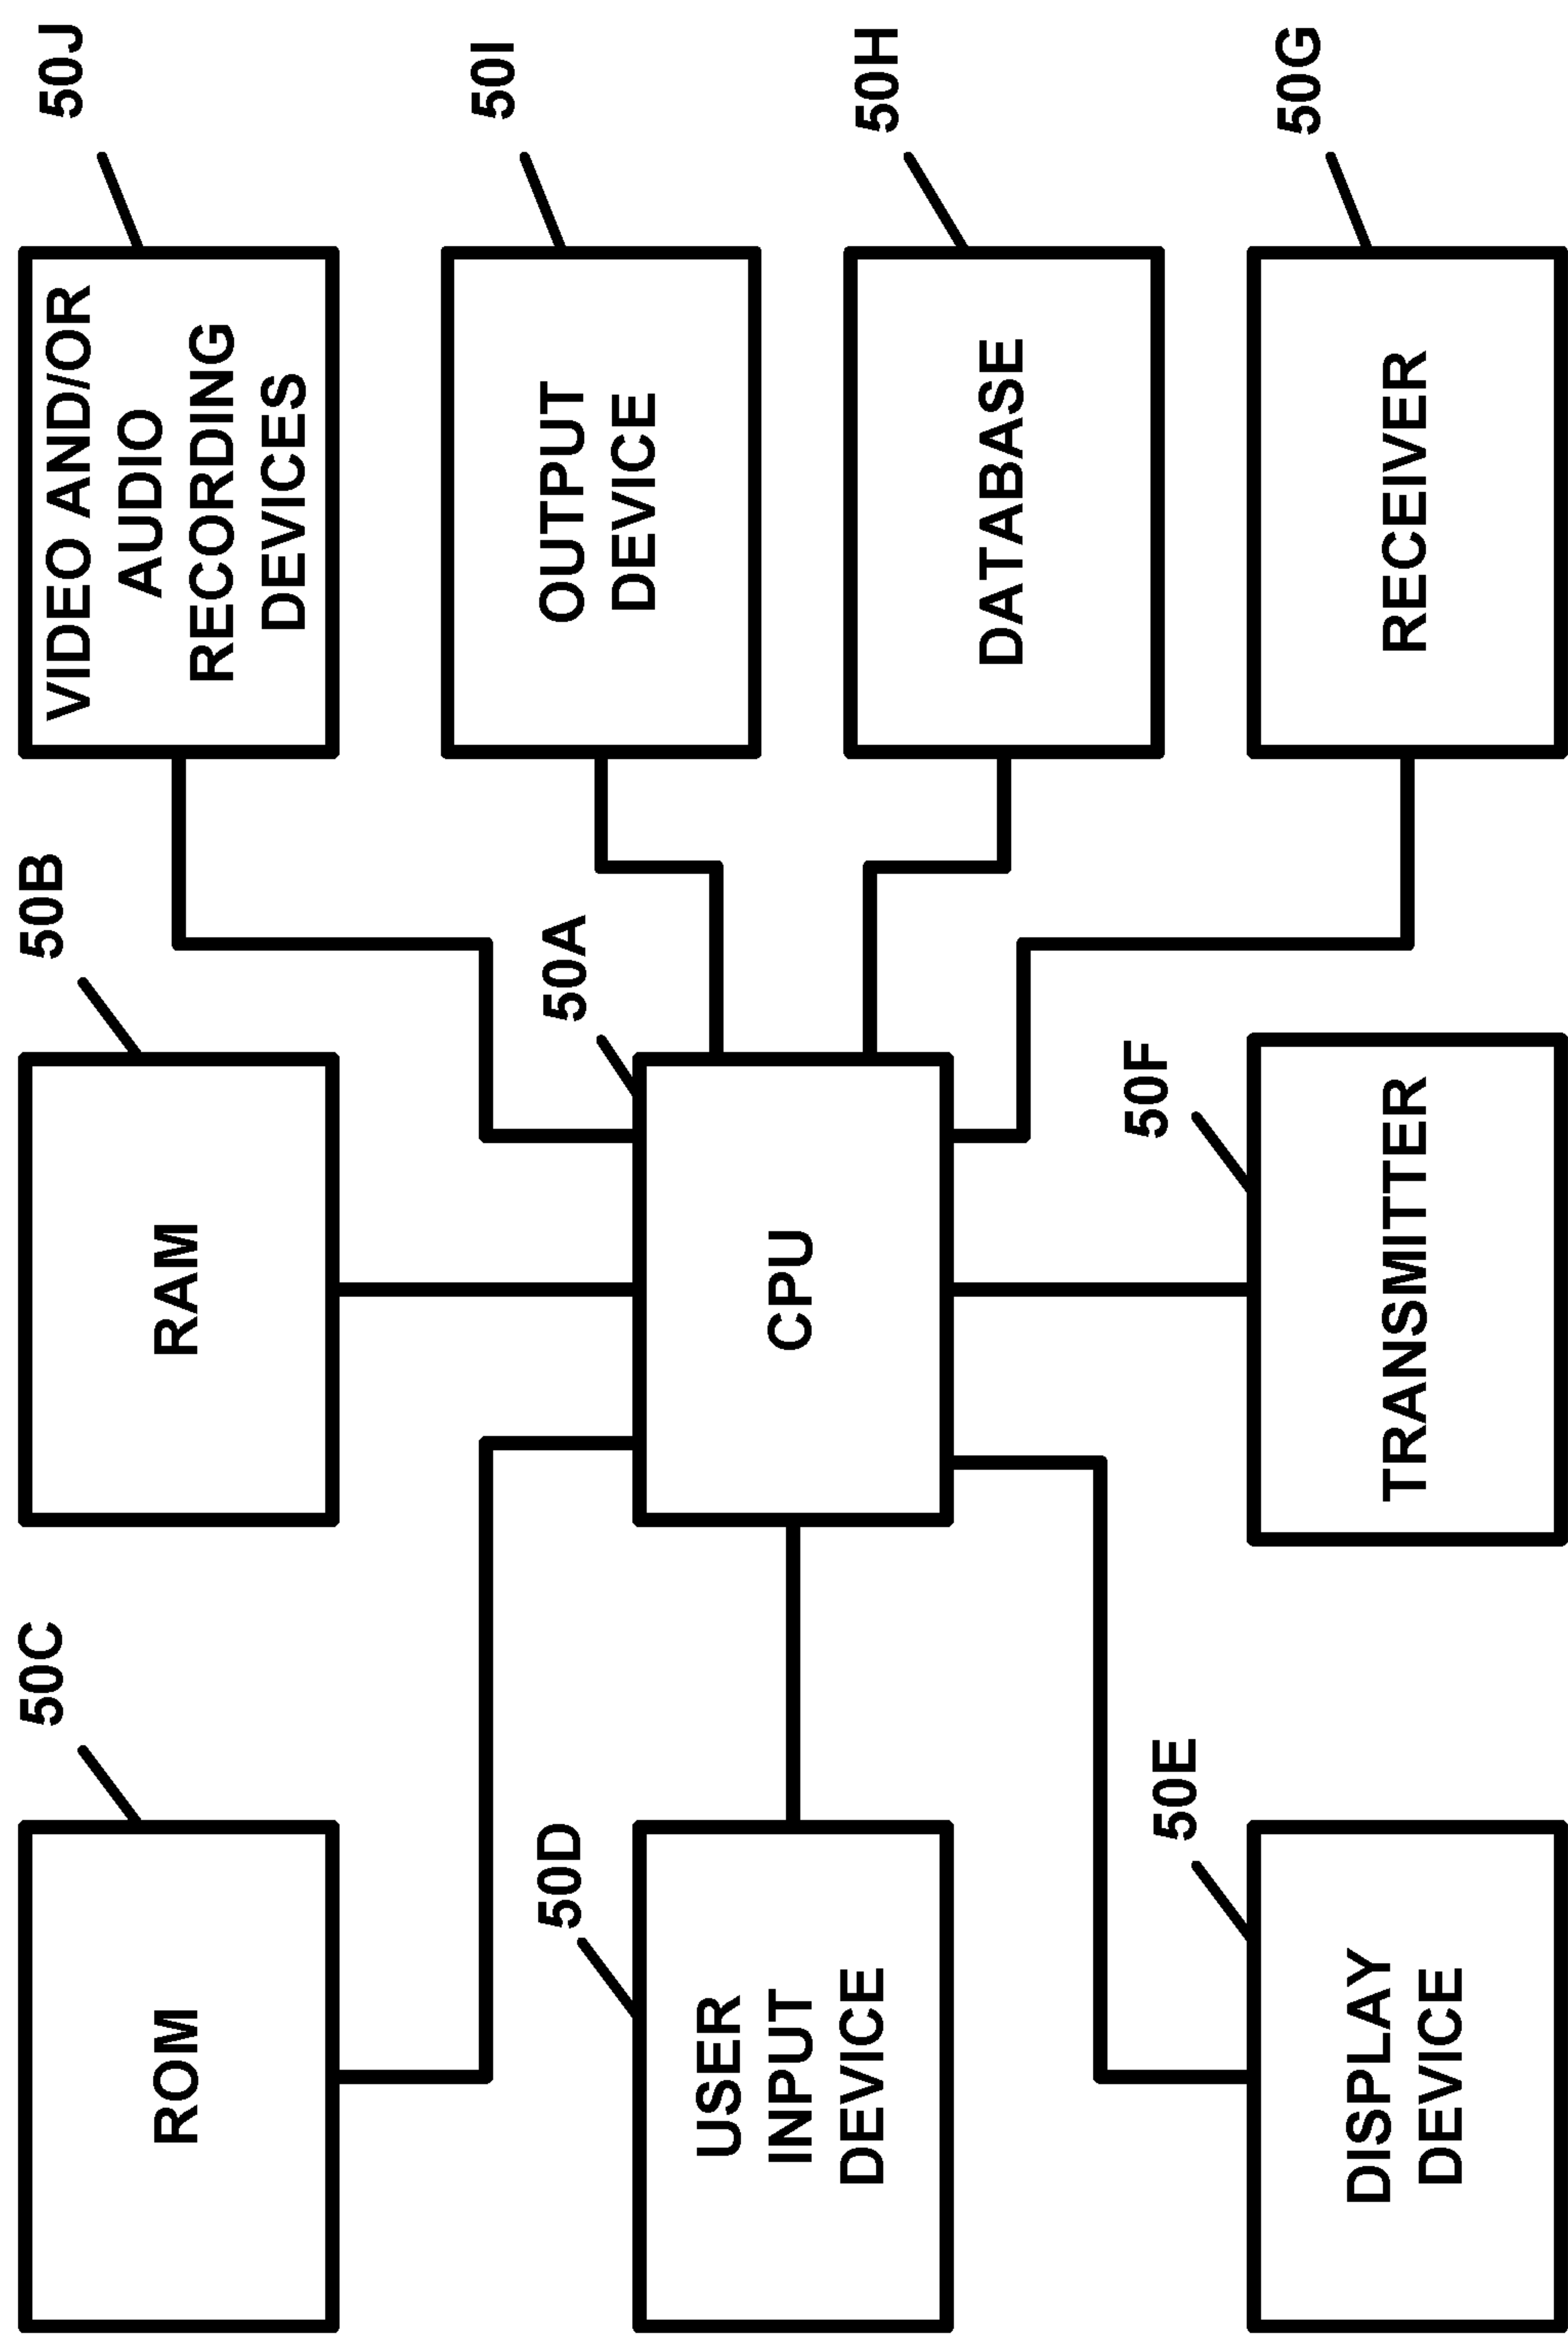 50C
50B
50J
ROM
RAM
VIDEO AND/OR
AUDIO
RECORDING
DEVICES
50D
50A
50I
USER
INPUT
DEVICE
CPU
OUTPUT
DEVICE
50H
DATABASE
50E
50F
50G
DISPLAY
DEVICE
TRANSMITTER
RECEIVER